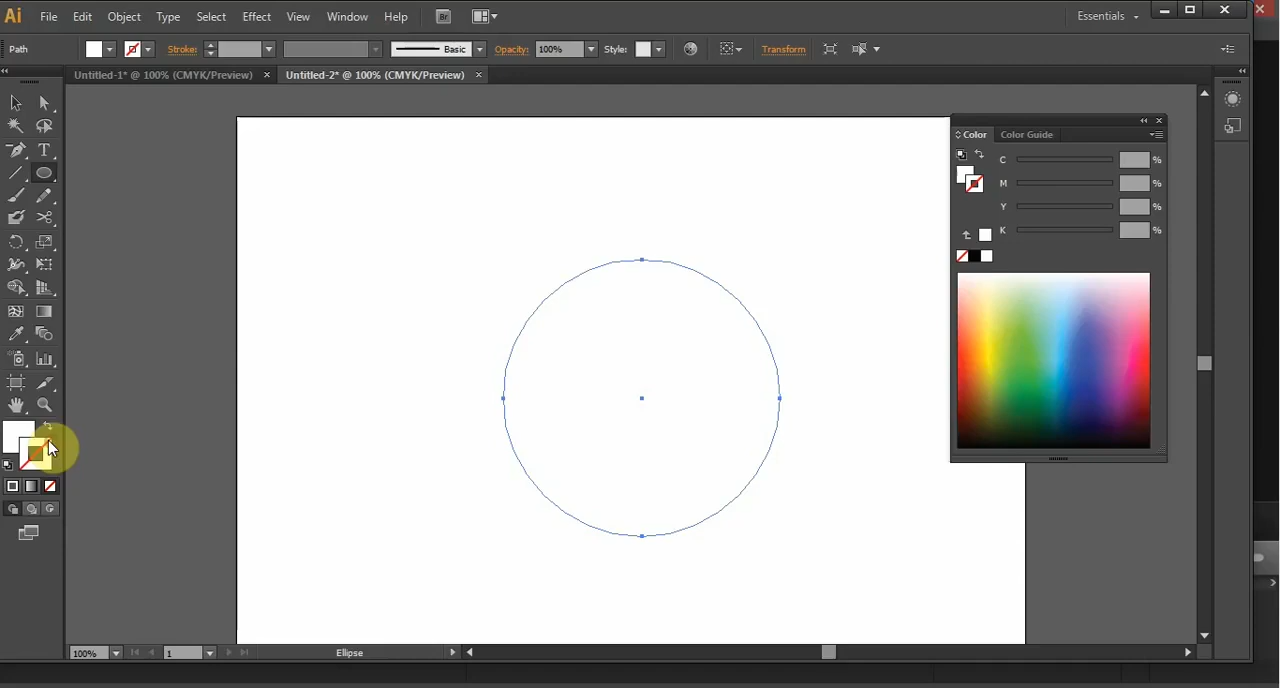 Ai File Edit Object Type Select Effect View Window Help Br Essentials
Path Stroke: Basic Opacity: 100% Style: Transform
Untitled-1* @ 100% (CMYK/Preview) × Untitled-2* @ 100% (CMYK/Preview) ×
Color Color Guide
C %
M %
Y %
K %
T
100% 1 Ellipse